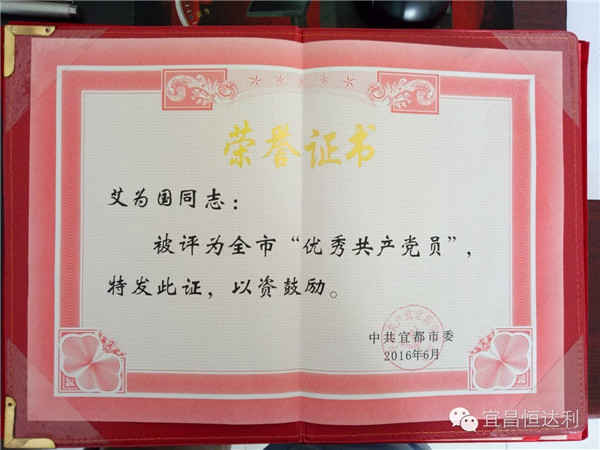 荣誉证书
艾为国同志：
被评为全市“优秀共产党员”，
特发此证，以资鼓励。
中共宜都市委
2016年6月
宜昌恒达利